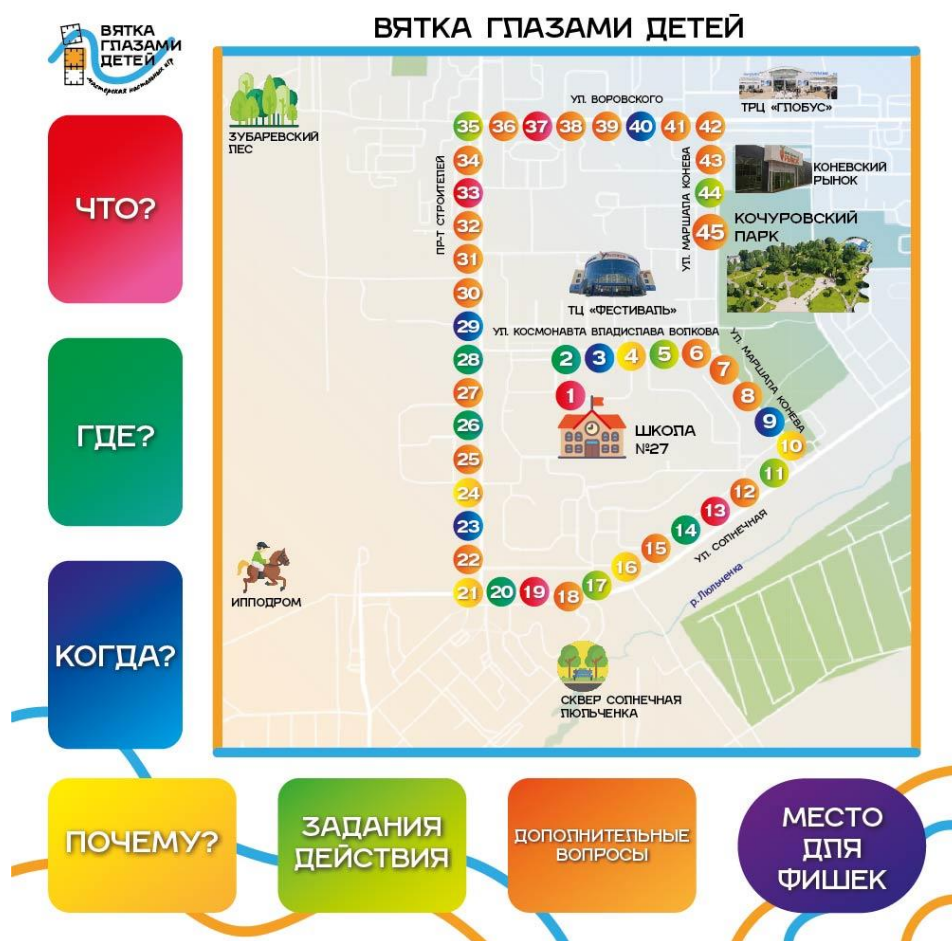 ВЯТКА
ГЛАЗАМИ
ДЕТЕЙ
мастерская настольных игр
ВЯТКА ГЛАЗАМИ ДЕТЕЙ
ЧТО?
ГДЕ?
КОГДА?
ПОЧЕМУ?
ЗАДАНИЯ
ДЕЙСТВИЯ
ДОПОЛНИТЕЛЬНЫЕ
ВОПРОСЫ
МЕСТО
ДЛЯ
ФИШЕК
ЗУБАРЕВСКИЙ
ЛЕС
УЛ. ВОРОВСКОГО
ТРЦ «ГЛОБУС»
35 36 37 38 39 40 41 42
34
33
32
31
30
29
28
27
26
25
24
23
22
21
ПР-Т СТРОИТЕЛЕЙ
43
44
45
УЛ. МАРШАЛА КОНЕВА
КОНЕВСКИЙ
РЫНОК
КОЧУРОВСКИЙ
ПАРК
ТЦ «ФЕСТИВАЛЬ»
УЛ. КОСМОНАВТА ВЛАДИСЛАВА ВОЛКОВА
УЛ. МАРШАЛА КОНЕВА
2 3 4 5 6 7 8 9 10
1
ШКОЛА
№27
11
12
13
14
15
16
17
18
19
20
УЛ. СОЛНЕЧНАЯ
р. Люльченка
ИППОДРОМ
СКВЕР СОЛНЕЧНАЯ
ЛЮЛЬЧЕНКА